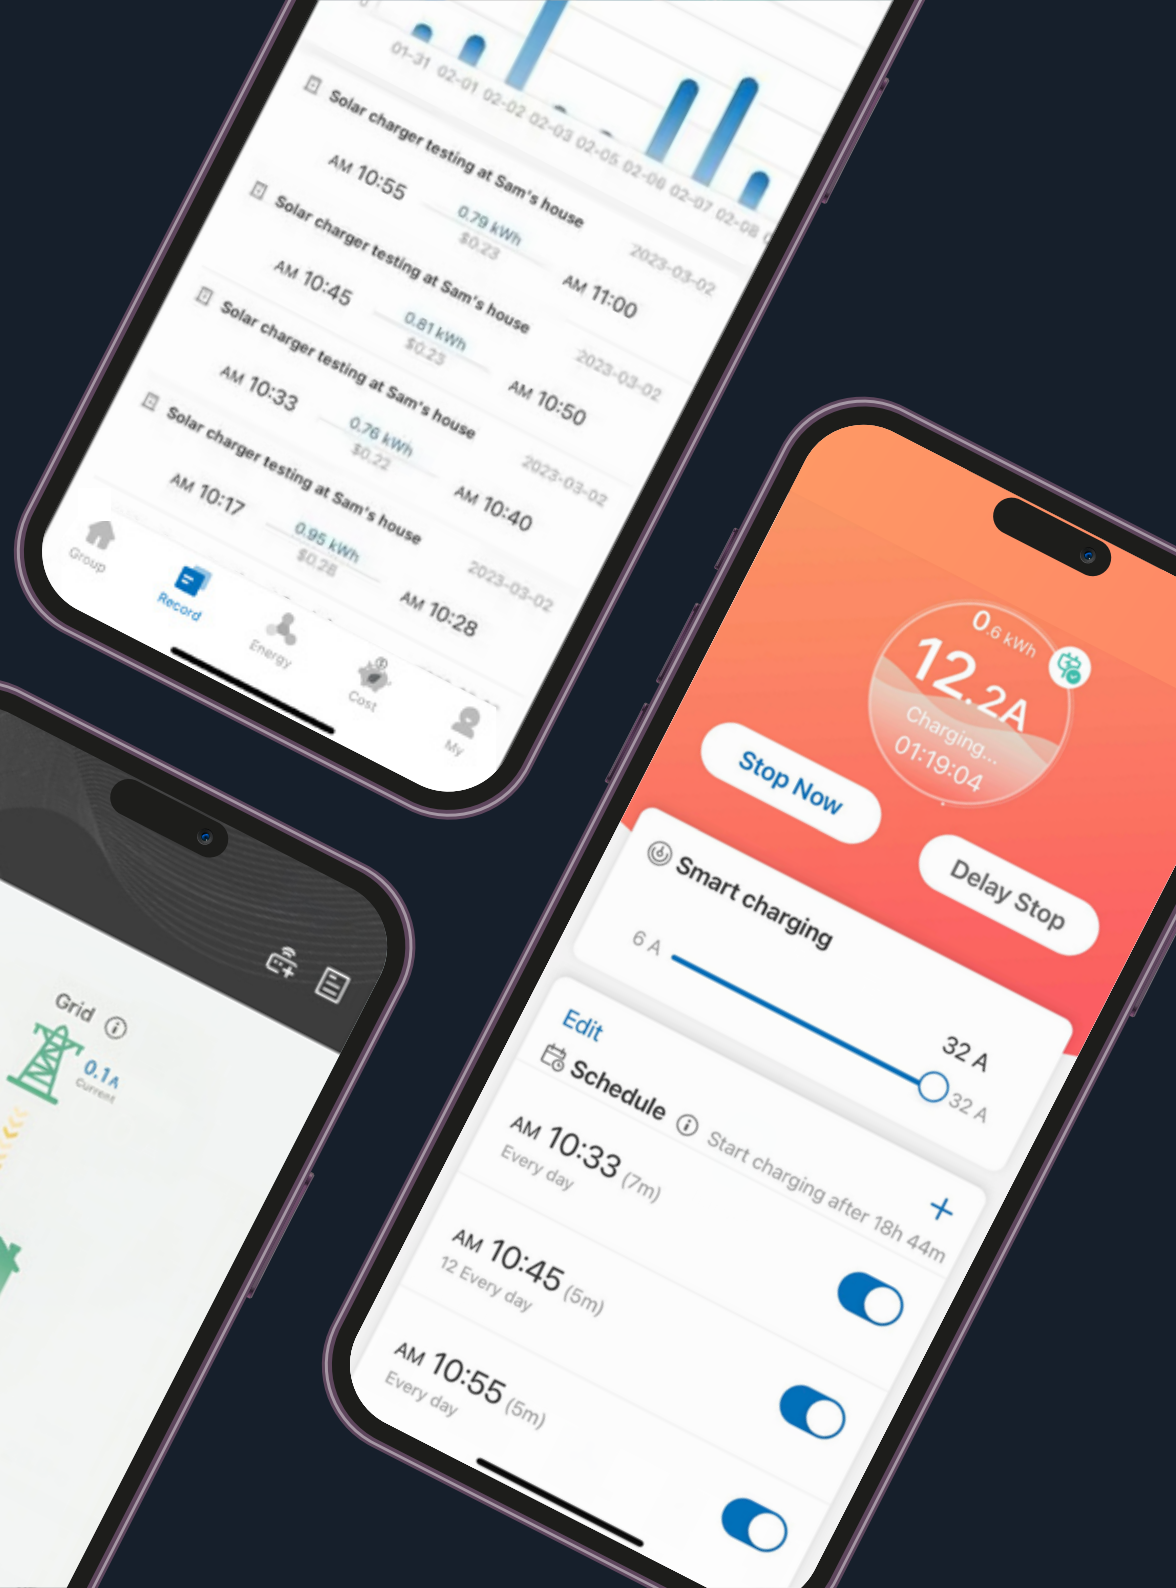 01-31 02-01 02-02 02-03 02-05 02-06 02-07 02-08
Solar charger testing at Sam's house
2023-03-02
AM 10:55
0.79 kWh
$0.23
AM 11:00
Solar charger testing at Sam's house
2023-03-02
AM 10:45
0.81 kWh
$0.23
AM 10:50
Solar charger testing at Sam's house
2023-03-02
AM 10:33
0.76 kWh
$0.22
AM 10:40
Solar charger testing at Sam's house
2023-03-02
AM 10:17
0.95 kWh
$0.28
AM 10:28
Group
Record
Energy
Cost
My
Grid
0.1A
Current
0.6 kWh
12.2A
Charging...
01:19:04
Stop Now
Delay Stop
Smart charging
32 A
6 A
32 A
Edit
Schedule
Start charging after 18h 44m
AM 10:33 (7m)
Every day
AM 10:45 (5m)
12 Every day
AM 10:55 (5m)
Every day